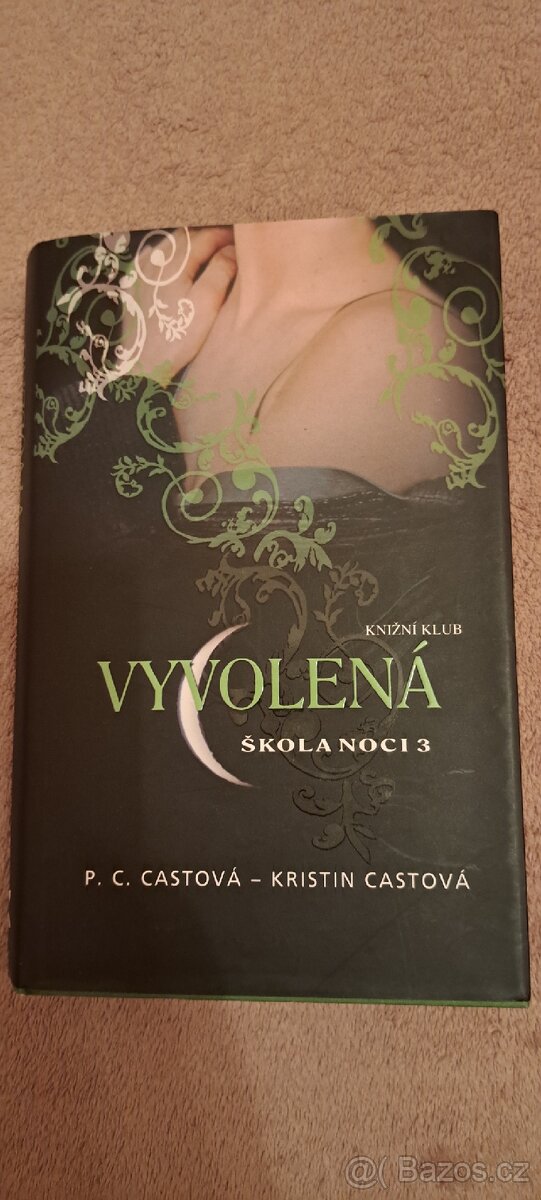 KNIŽNÍ KLUB
VYVOLENÁ
ŠKOLA NOCI 3
P. C. CASTOVÁ – KRISTIN CASTOVÁ
Bazos.cz